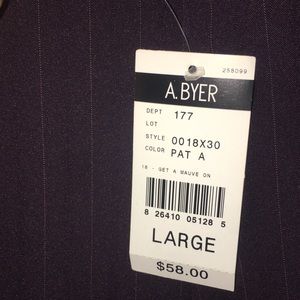 258099
A.BYER
DEPT 177
LOT
STYLE 0018X30
COLOR PAT A
18 - GET A MAUVE ON
8 26410 05128 5
LARGE
$58.00